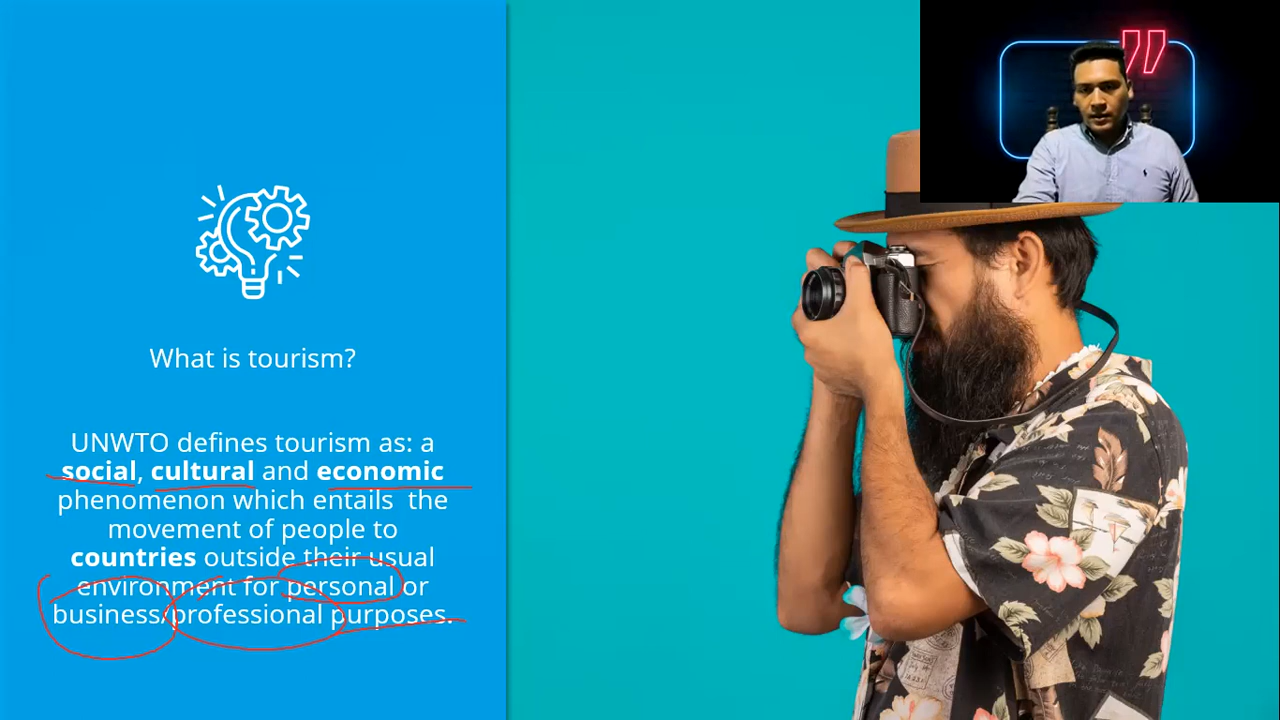 What is tourism?
UNWTO defines tourism as: a
social, cultural and economic
phenomenon which entails the
movement of people to
countries outside their usual
environment for personal or
business/professional purposes.